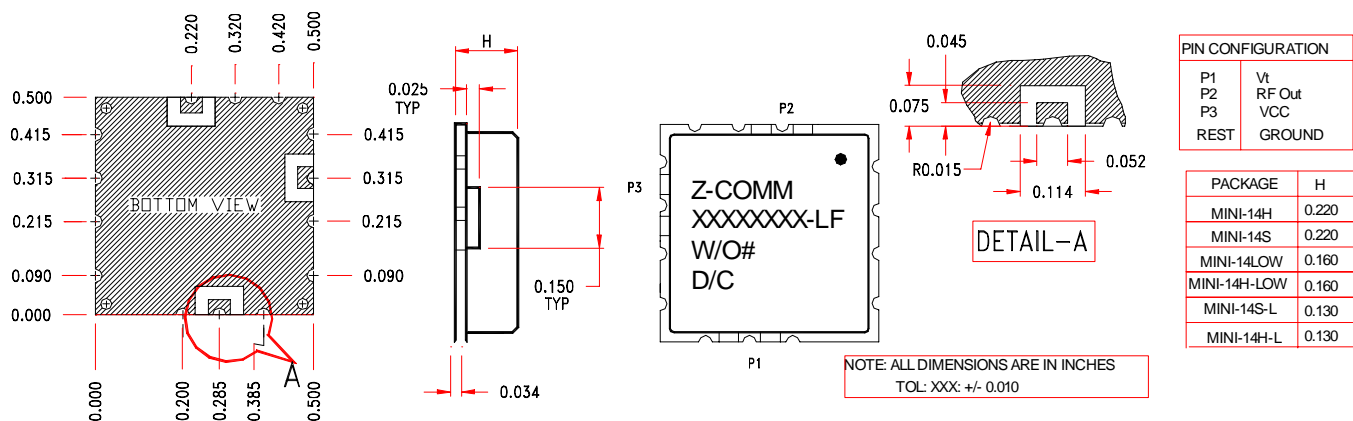 0.220
0.320
0.420
0.500
0.500
0.415
0.315
0.215
0.090
0.000
0.415
0.315
0.215
0.090
BOTTOM VIEW
A
0.000
0.200
0.285
0.385
0.500
H
0.025
TYP
0.150
TYP
0.034
P2
P3
P1
Z-COMM
XXXXXXXXX-LF
W/O#
D/C
0.045
0.075
R0.015
0.052
0.114
DETAIL-A
NOTE: ALL DIMENSIONS ARE IN INCHES
TOL: XXX: +/- 0.010
PIN CONFIGURATION
P1 Vt
P2 RF Out
P3 VCC
REST GROUND
PACKAGE H
MINI-14H 0.220
MINI-14S 0.220
MINI-14LOW 0.160
MINI-14H-LOW 0.160
MINI-14S-L 0.130
MINI-14H-L 0.130